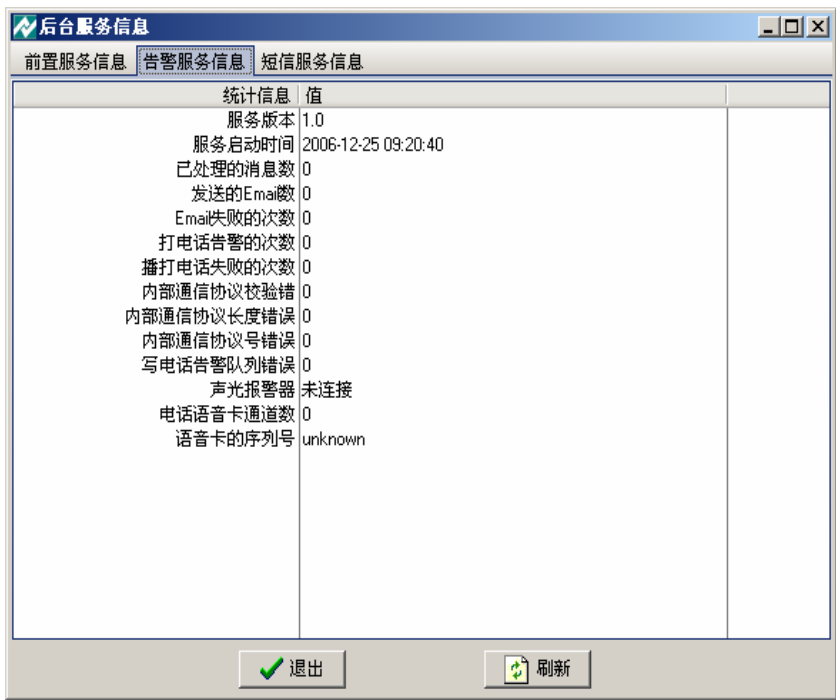 后台服务信息
前置服务信息 告警服务信息 短信服务信息
统计信息 值
服务版本 1.0
服务启动时间 2006-12-25 09:20:40
已处理的消息数 0
发送的Email数 0
Email失败的次数 0
打电话告警的次数 0
播打电话失败的次数 0
内部通信协议校验错 0
内部通信协议长度错误 0
内部通信协议号错误 0
写电话告警队列错误 0
声光报警器 未连接
电话语音卡通道数 0
语音卡的序列号 unknown
退出 刷新